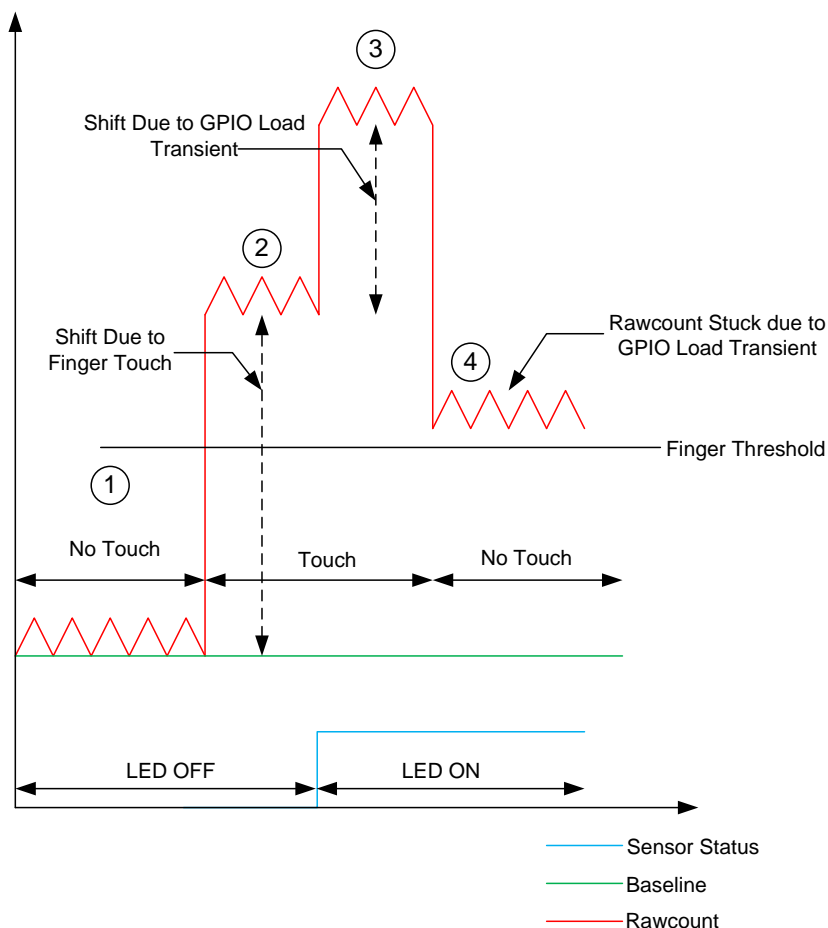 3
Shift Due to GPIO Load
Transient
2
Shift Due to
Finger Touch
Rawcount Stuck due to
GPIO Load Transient
4
Finger Threshold
1
No Touch
Touch
No Touch
LED OFF
LED ON
Sensor Status
Baseline
Rawcount